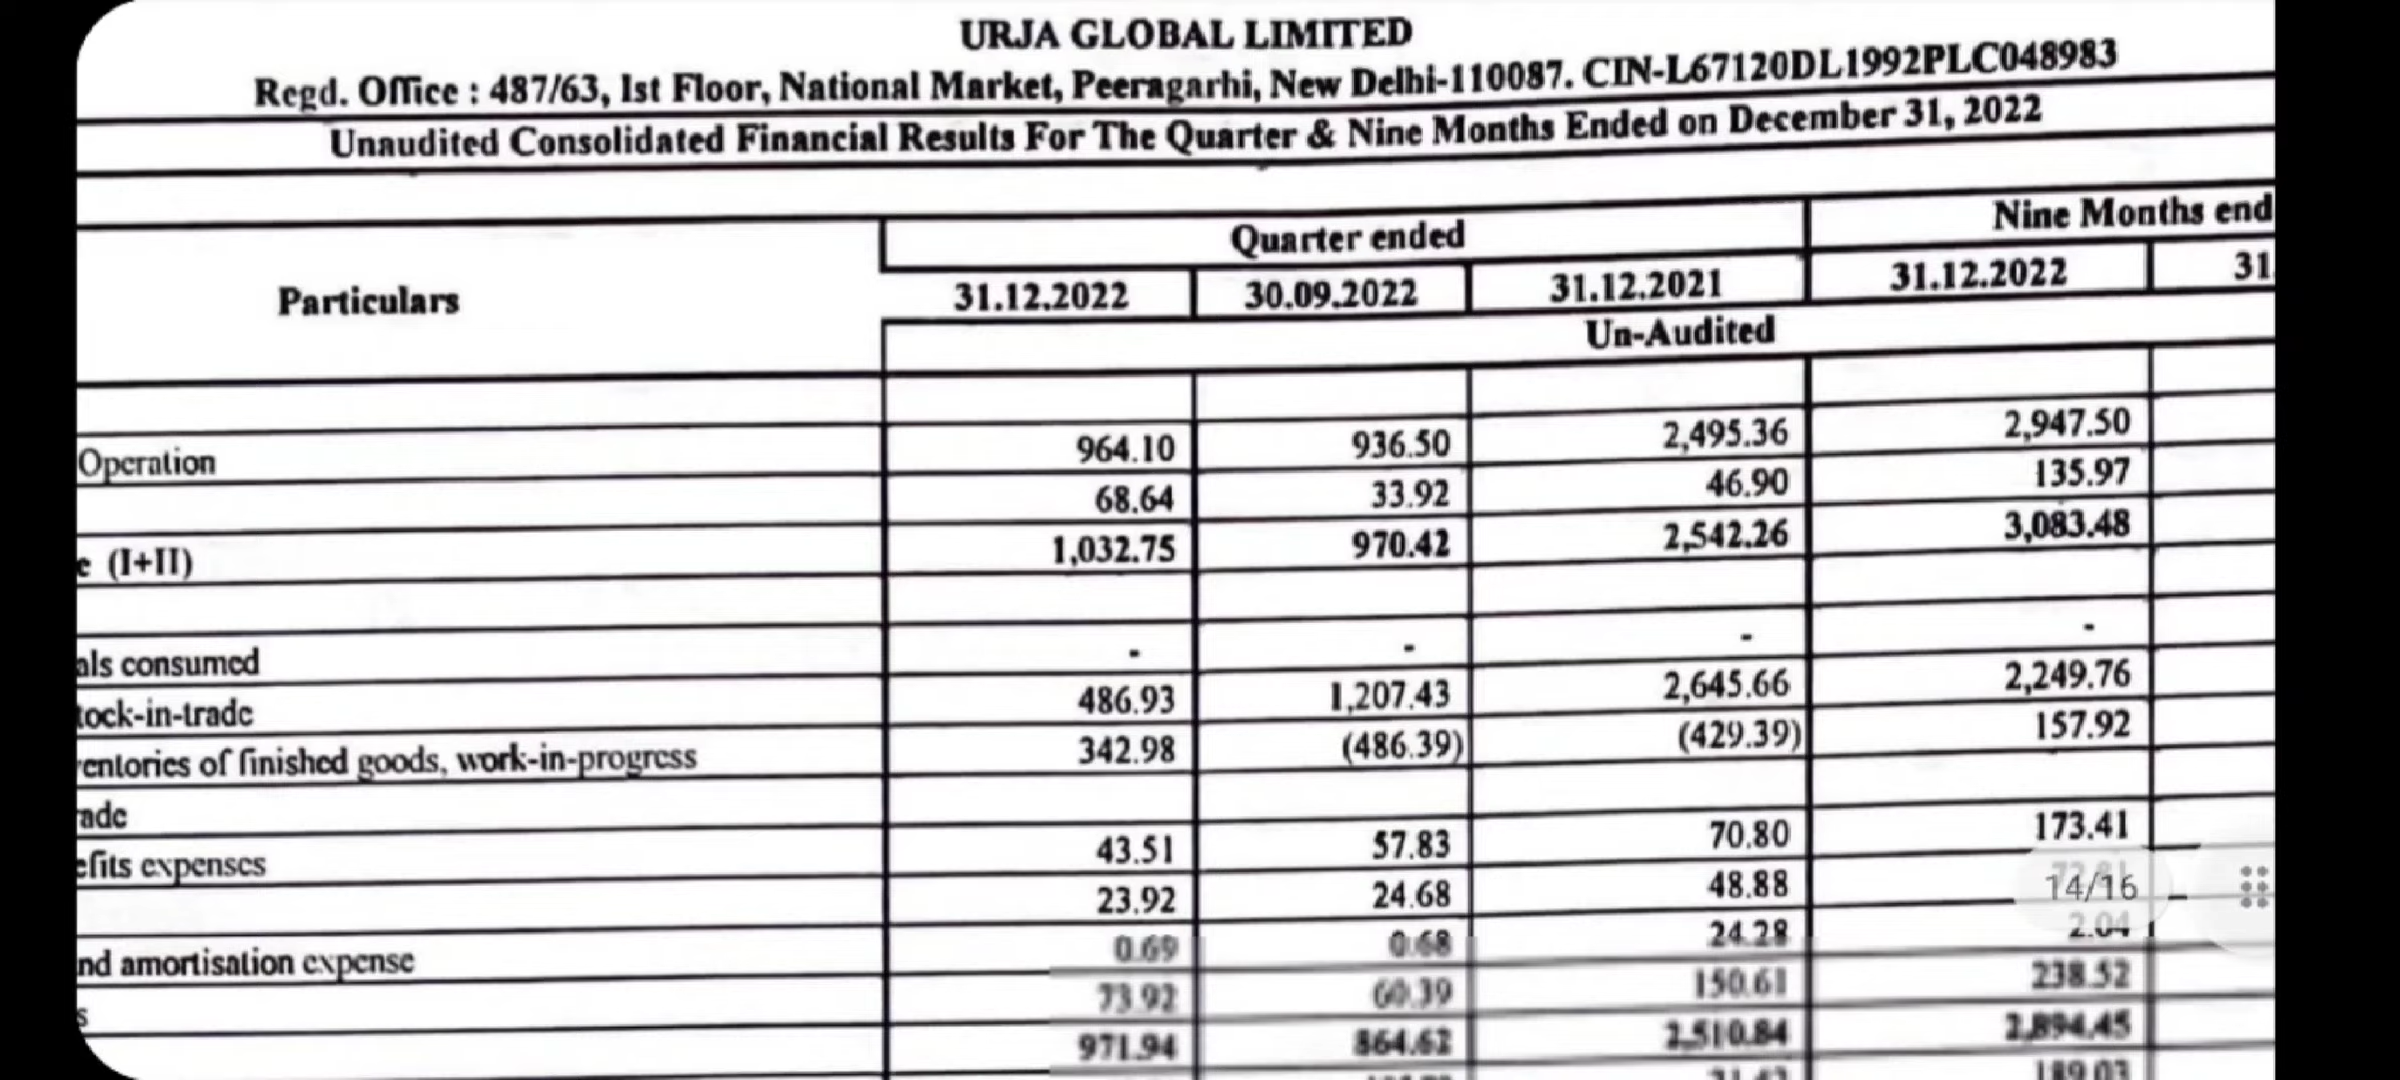 URJA GLOBAL LIMITED
Regd. Office : 487/63, Ist Floor, National Market, Peeragarhi, New Delhi-110087. CIN-L67120DL1992PLC048983
Unaudited Consolidated Financial Results For The Quarter & Nine Months Ended on December 31, 2022
Particulars Quarter ended Nine Months end
31.12.2022 30.09.2022 31.12.2021 31.12.2022 31
Un-Audited
Operation 964.10 936.50 2,495.36 2,947.50
68.64 33.92 46.90 135.97
e (I+II) 1,032.75 970.42 2,542.26 3,083.48
als consumed - - - -
tock-in-trade 486.93 1,207.43 2,645.66 2,249.76
entories of finished goods, work-in-progress 342.98 (486.39) (429.39) 157.92
ade
efits expenses 43.51 57.83 70.80 173.41
23.92 24.68 48.88
14/16
nd amortisation expense 0.69 0.68 24.28 2.04
s 73.92 60.39 150.61 238.52
971.94 864.62 2,510.84 2,894.45
189.03